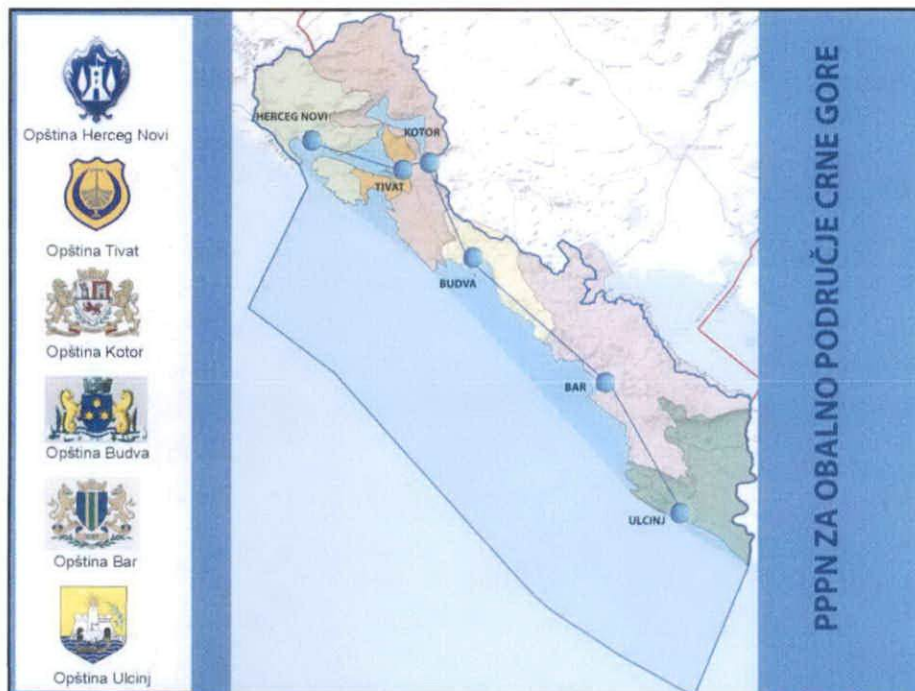 Opština Herceg Novi
Opština Tivat
Opština Kotor
Opština Budva
Opština Bar
Opština Ulcinj
HERCEG NOVI
KOTOR
TIVAT
BUDVA
BAR
ULCINJ
PPPN ZA OBALNO PODRUČJE CRNE GORE